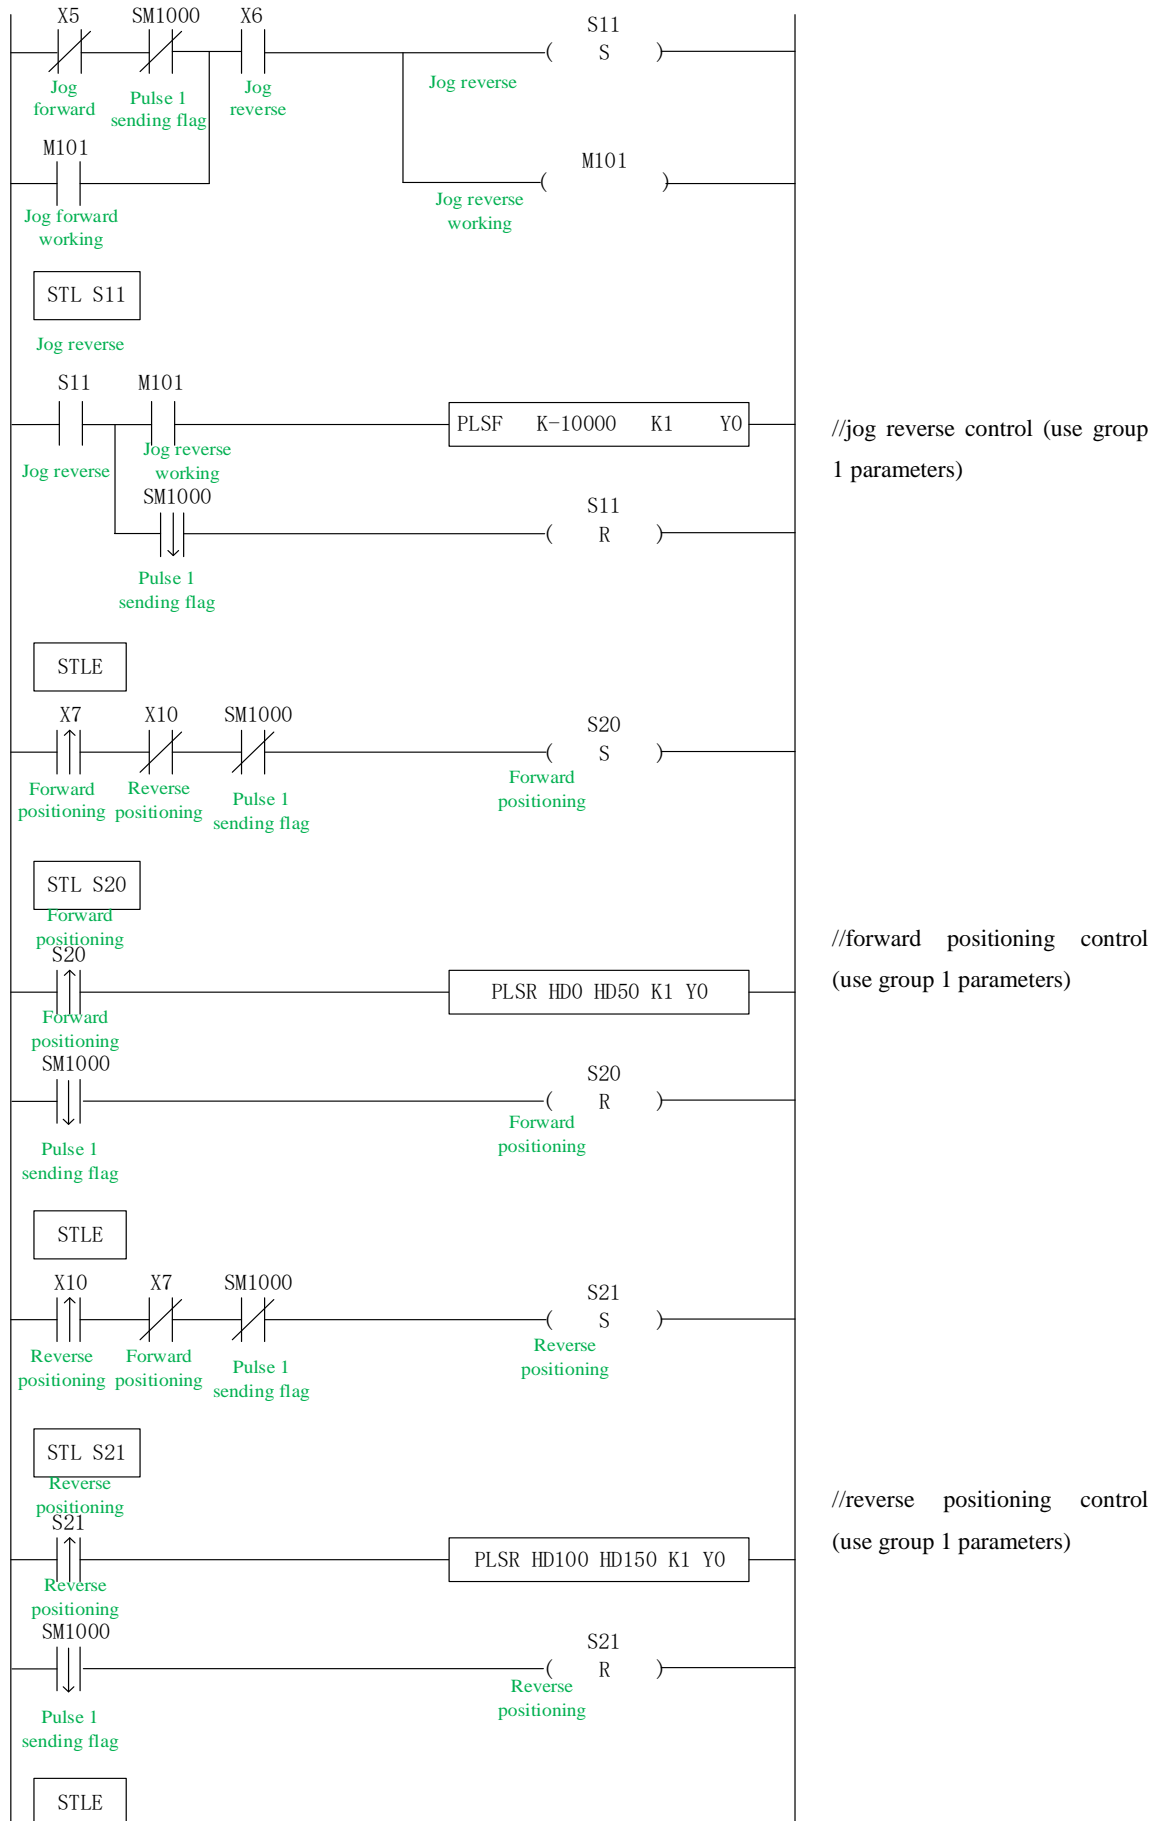 X5 SM1000 X6
S11
( S )
Jog forward
Pulse 1 sending flag
Jog reverse
Jog reverse
M101
M101
( )
Jog forward working
Jog reverse working
STL S11
Jog reverse
S11 M101
PLSF K-10000 K1 Y0
//jog reverse control (use group
1 parameters)
Jog reverse
Jog reverse working
SM1000
S11
( R )
Pulse 1
sending flag
STLE
X7 X10 SM1000
S20
( S )
Forward positioning
Reverse positioning
Pulse 1 sending flag
Forward positioning
STL S20
Forward
positioning
S20
PLSR HD0 HD50 K1 Y0
//forward positioning control
(use group 1 parameters)
Forward
positioning
SM1000
S20
( R )
Forward
positioning
Pulse 1
sending flag
STLE
X10 X7 SM1000
S21
( S )
Reverse positioning
Forward positioning
Pulse 1 sending flag
Reverse positioning
STL S21
Reverse
positioning
S21
PLSR HD100 HD150 K1 Y0
//reverse positioning control
(use group 1 parameters)
Reverse
positioning
SM1000
S21
( R )
Reverse
positioning
Pulse 1
sending flag
STLE